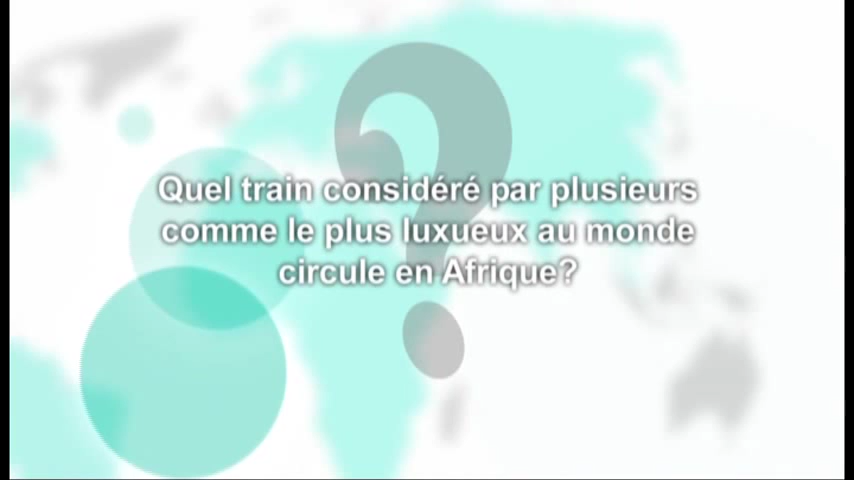 Quel train considéré par plusieurs
comme le plus luxueux au monde
circule en Afrique?